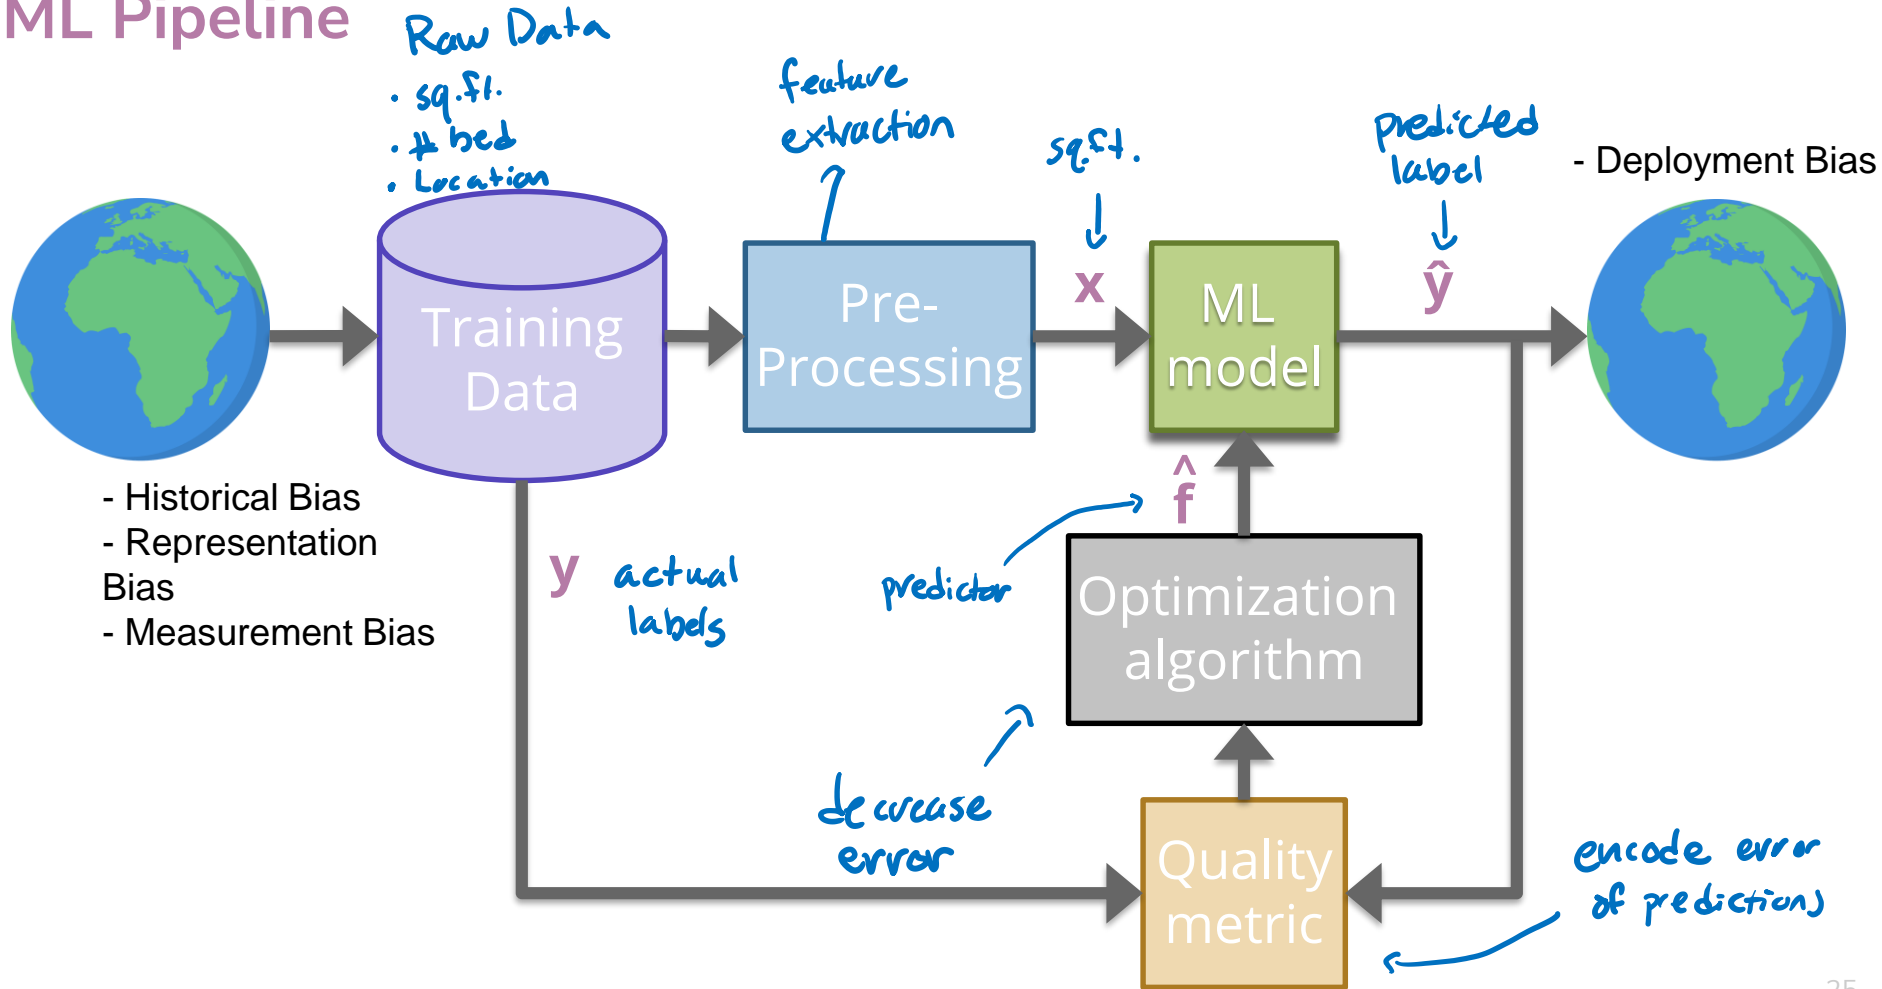 ML Pipeline
Raw Data
• sq.ft.
• # bed
• Location
feature
extraction
sq.ft.
predicted
label
- Deployment Bias
Training
Data
Pre-
Processing
x
ML
model
ŷ
- Historical Bias
- Representation
Bias
- Measurement Bias
y
actual
labels
predictor
f̂
Optimization
algorithm
decrease
error
Quality
metric
encode error
of predictions
25